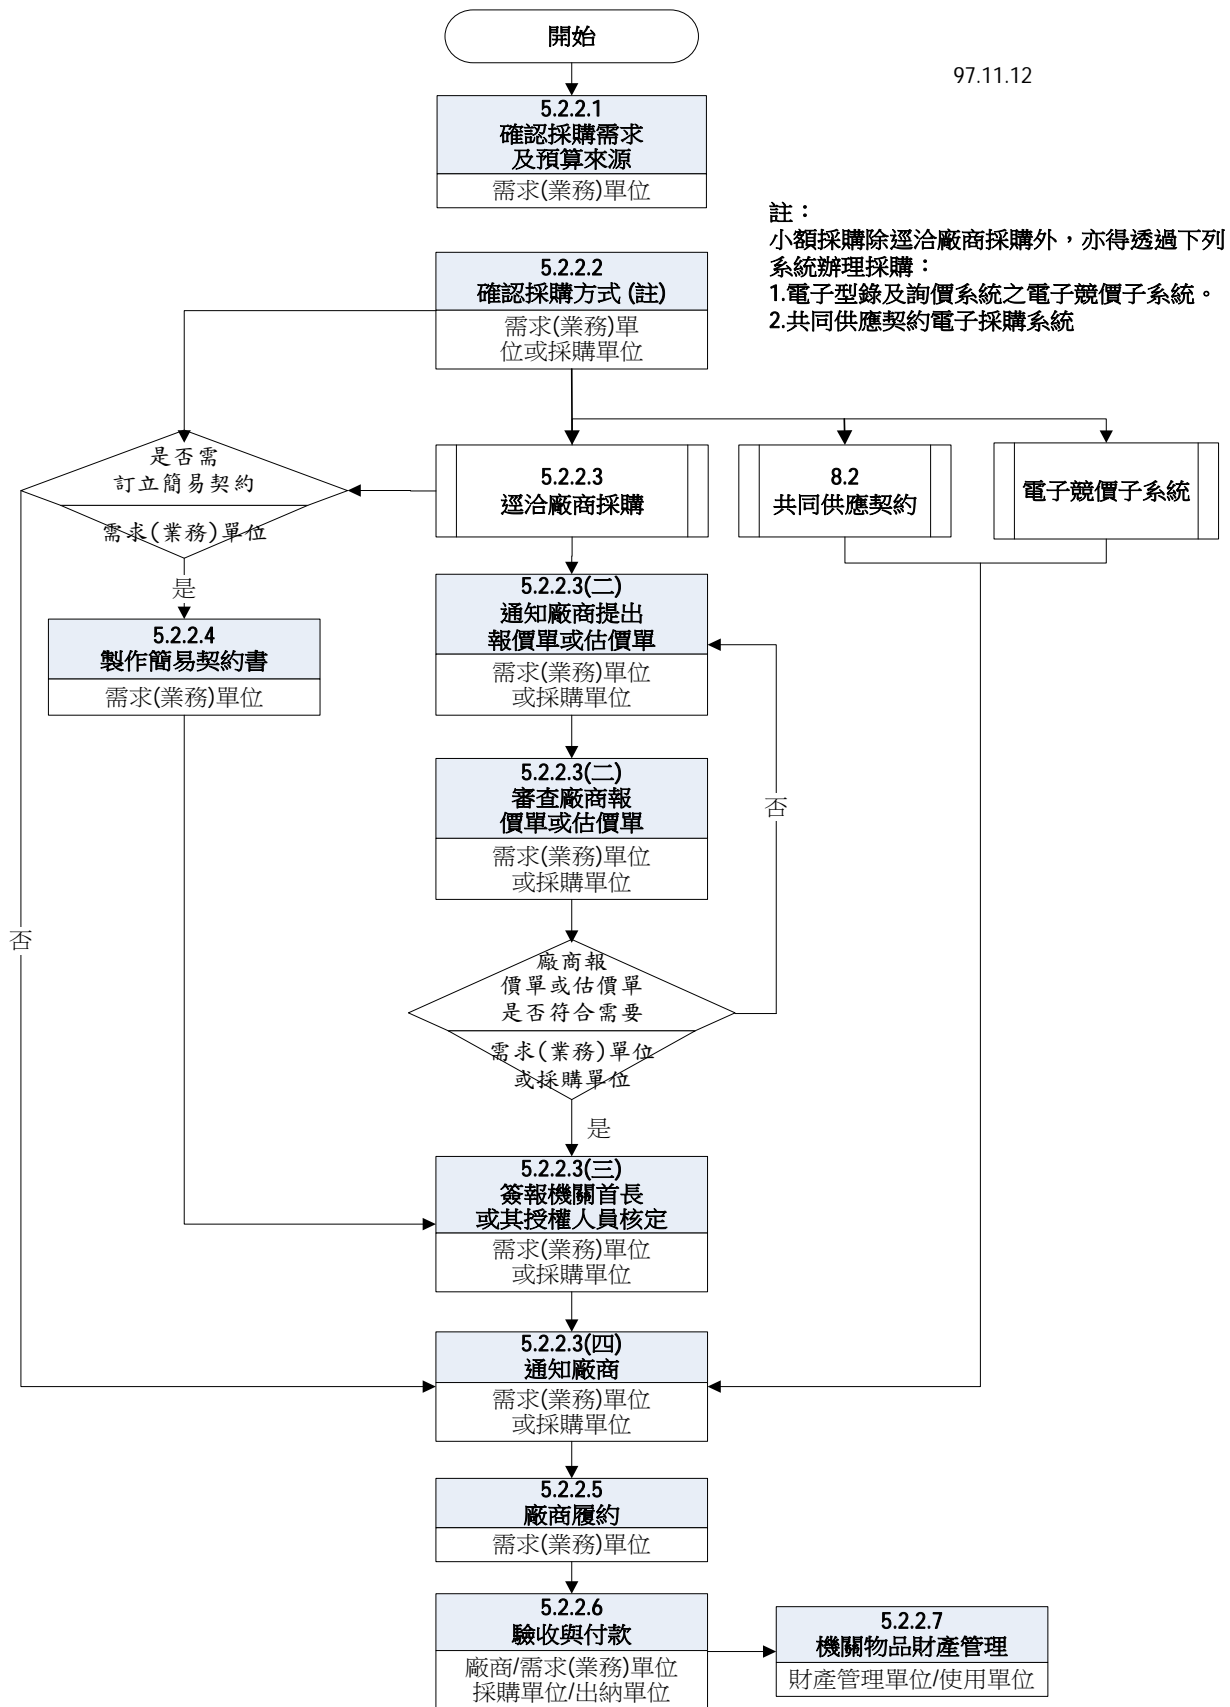 開始
97.11.12
5.2.2.1
確認採購需求
及預算來源
需求(業務)單位
註：
小額採購除逕洽廠商採購外，亦得透過下列
系統辦理採購：
1.電子型錄及詢價系統之電子競價子系統。
2.共同供應契約電子採購系統
5.2.2.2
確認採購方式 (註)
需求(業務)單
位或採購單位
是否需
訂立簡易契約
需求(業務)單位
5.2.2.3
逕洽廠商採購
8.2
共同供應契約
電子競價子系統
是
5.2.2.4
製作簡易契約書
需求(業務)單位
5.2.2.3(二)
通知廠商提出
報價單或估價單
需求(業務)單位
或採購單位
5.2.2.3(二)
審查廠商報
價單或估價單
需求(業務)單位
或採購單位
否
否
廠商報
價單或估價單
是否符合需要
需求(業務)單位
或採購單位
是
5.2.2.3(三)
簽報機關首長
或其授權人員核定
需求(業務)單位
或採購單位
5.2.2.3(四)
通知廠商
需求(業務)單位
或採購單位
5.2.2.5
廠商履約
需求(業務)單位
5.2.2.6
驗收與付款
廠商/需求(業務)單位
採購單位/出納單位
5.2.2.7
機關物品財產管理
財產管理單位/使用單位